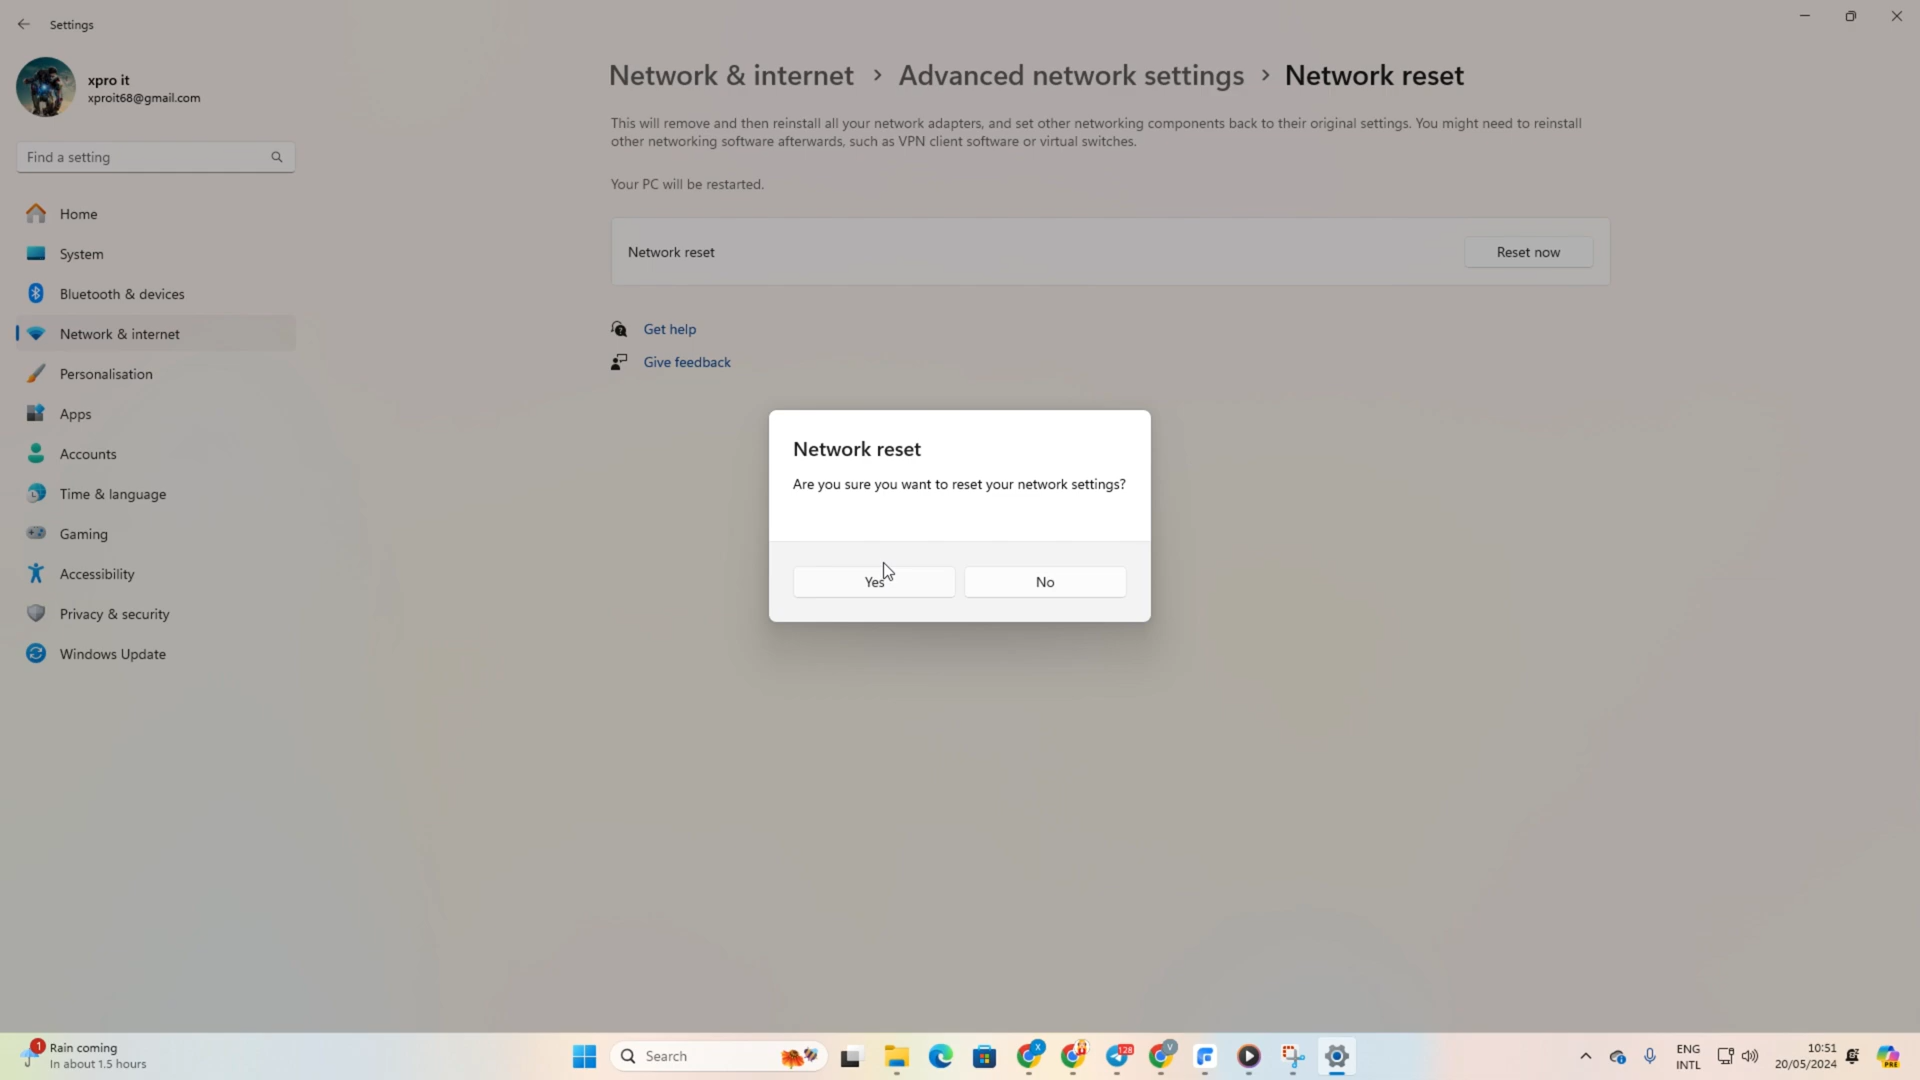 Settings
xpro it
xproit68@gmail.com
Find a setting
Home
System
Bluetooth & devices
Network & internet
Personalisation
Apps
Accounts
Time & language
Gaming
Accessibility
Privacy & security
Windows Update
Network & internet > Advanced network settings > Network reset
This will remove and then reinstall all your network adapters, and set other networking components back to their original settings. You might need to reinstall
other networking software afterwards, such as VPN client software or virtual switches.
Your PC will be restarted.
Network reset
Reset now
Get help
Give feedback
Network reset
Are you sure you want to reset your network settings?
Yes
No
1
Rain coming
In about 1.5 hours
Search
X
128
V
ENG
INTL
10:51
20/05/2024
PRE